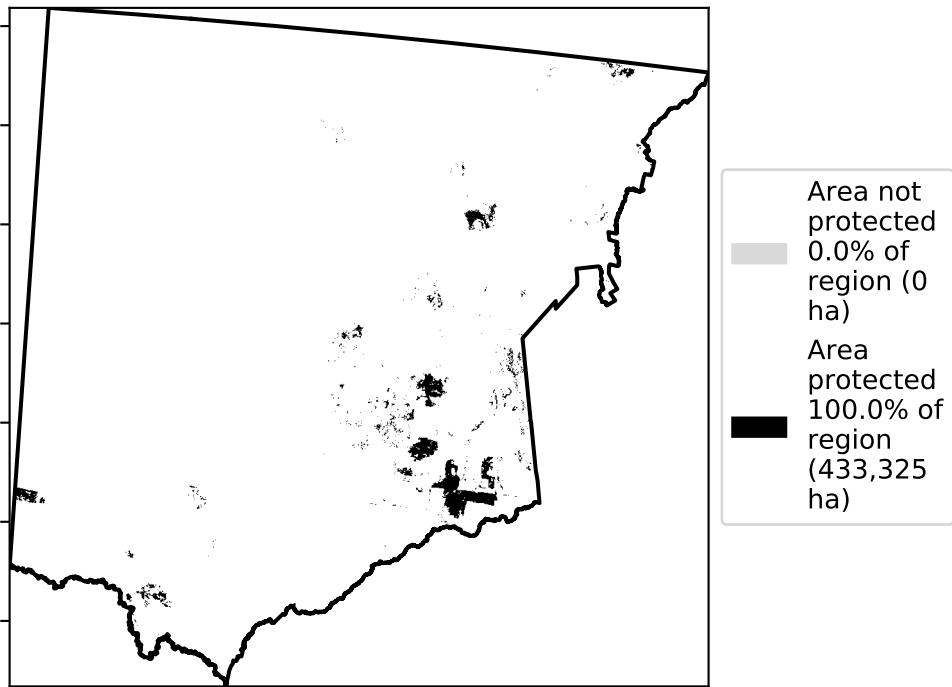 Area not
protected
0.0% of
region (0
ha)
Area
protected
100.0% of
region
(433,325
ha)